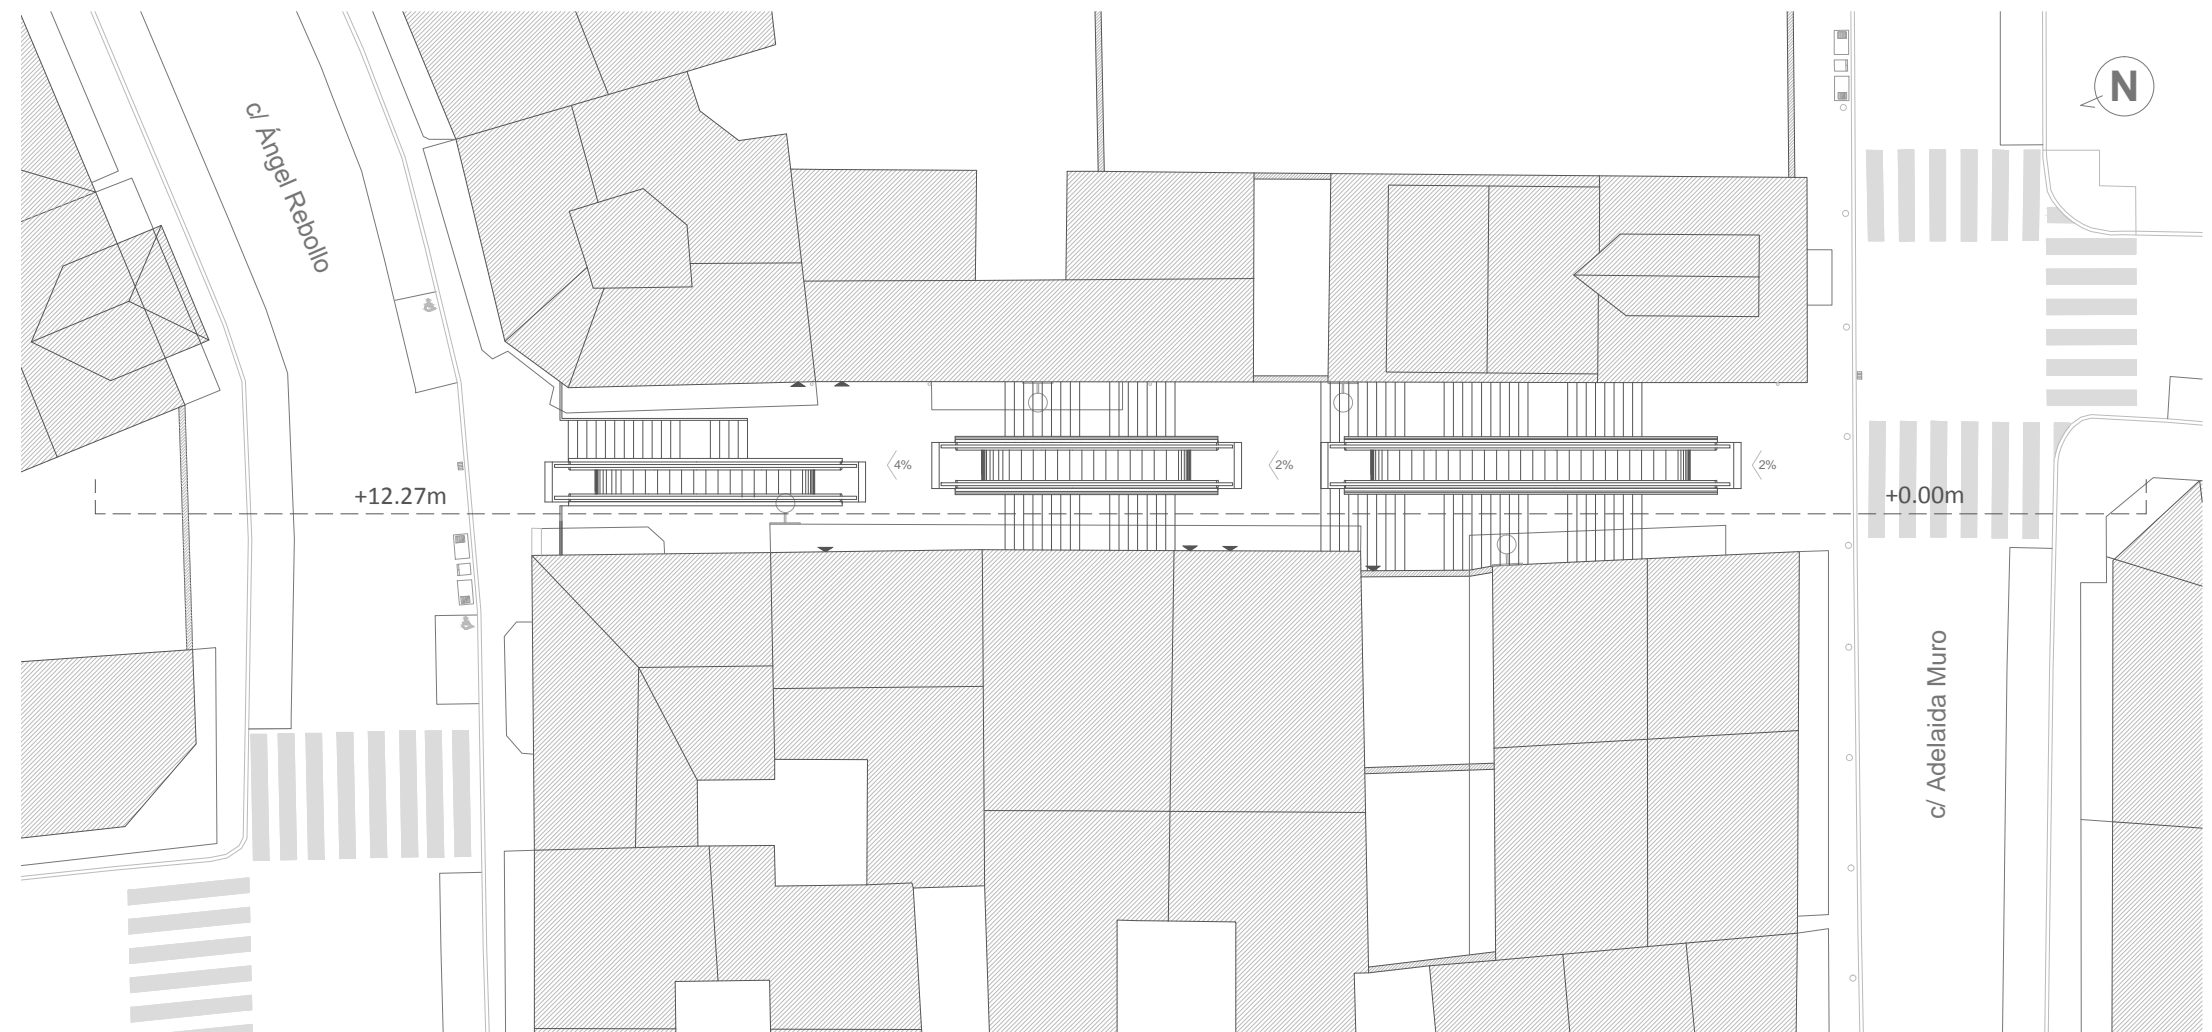 N
c/ Ángel Rebollo
4%
2%
2%
+12.27m
+0.00m
c/ Adelaida Muro